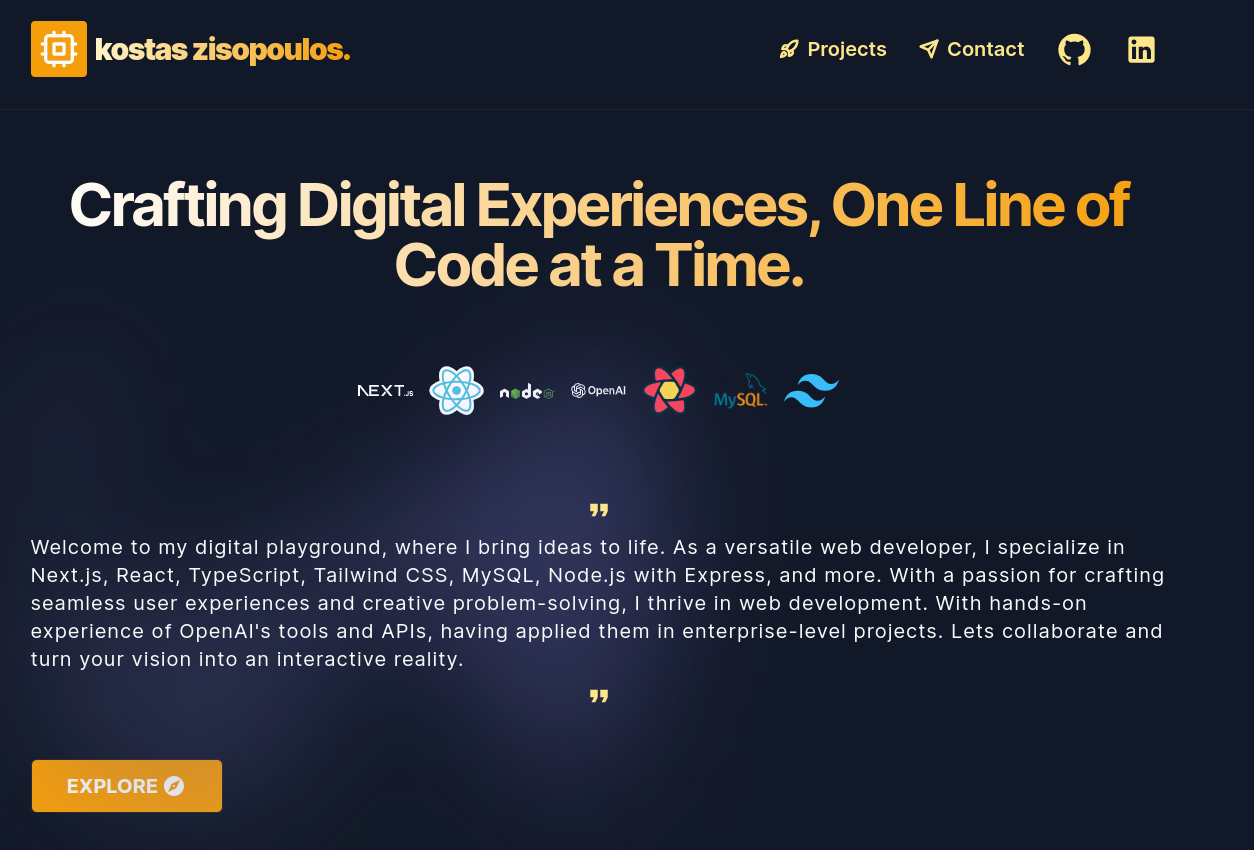 kostas zisopoulos.
Projects
Contact
Crafting Digital Experiences, One Line of
Code at a Time.
NEXT.JS
node JS
OpenAI
MySQL
Welcome to my digital playground, where I bring ideas to life. As a versatile web developer, I specialize in
Next.js, React, TypeScript, Tailwind CSS, MySQL, Node.js with Express, and more. With a passion for crafting
seamless user experiences and creative problem-solving, I thrive in web development. With hands-on
experience of OpenAI's tools and APIs, having applied them in enterprise-level projects. Lets collaborate and
turn your vision into an interactive reality.
EXPLORE